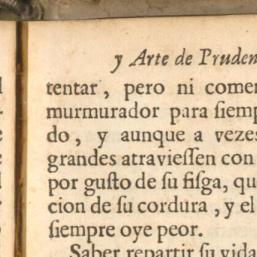 y Arte de Pruden
tentar, pero ni comen
murmurador para ſiemp
do, y aunque a vezes
grandes atravieſſen con
por guſto de ſu fiſga, qu
cion de ſu cordura, y el
ſiempre oye peor.
Saber repartir ſu vida